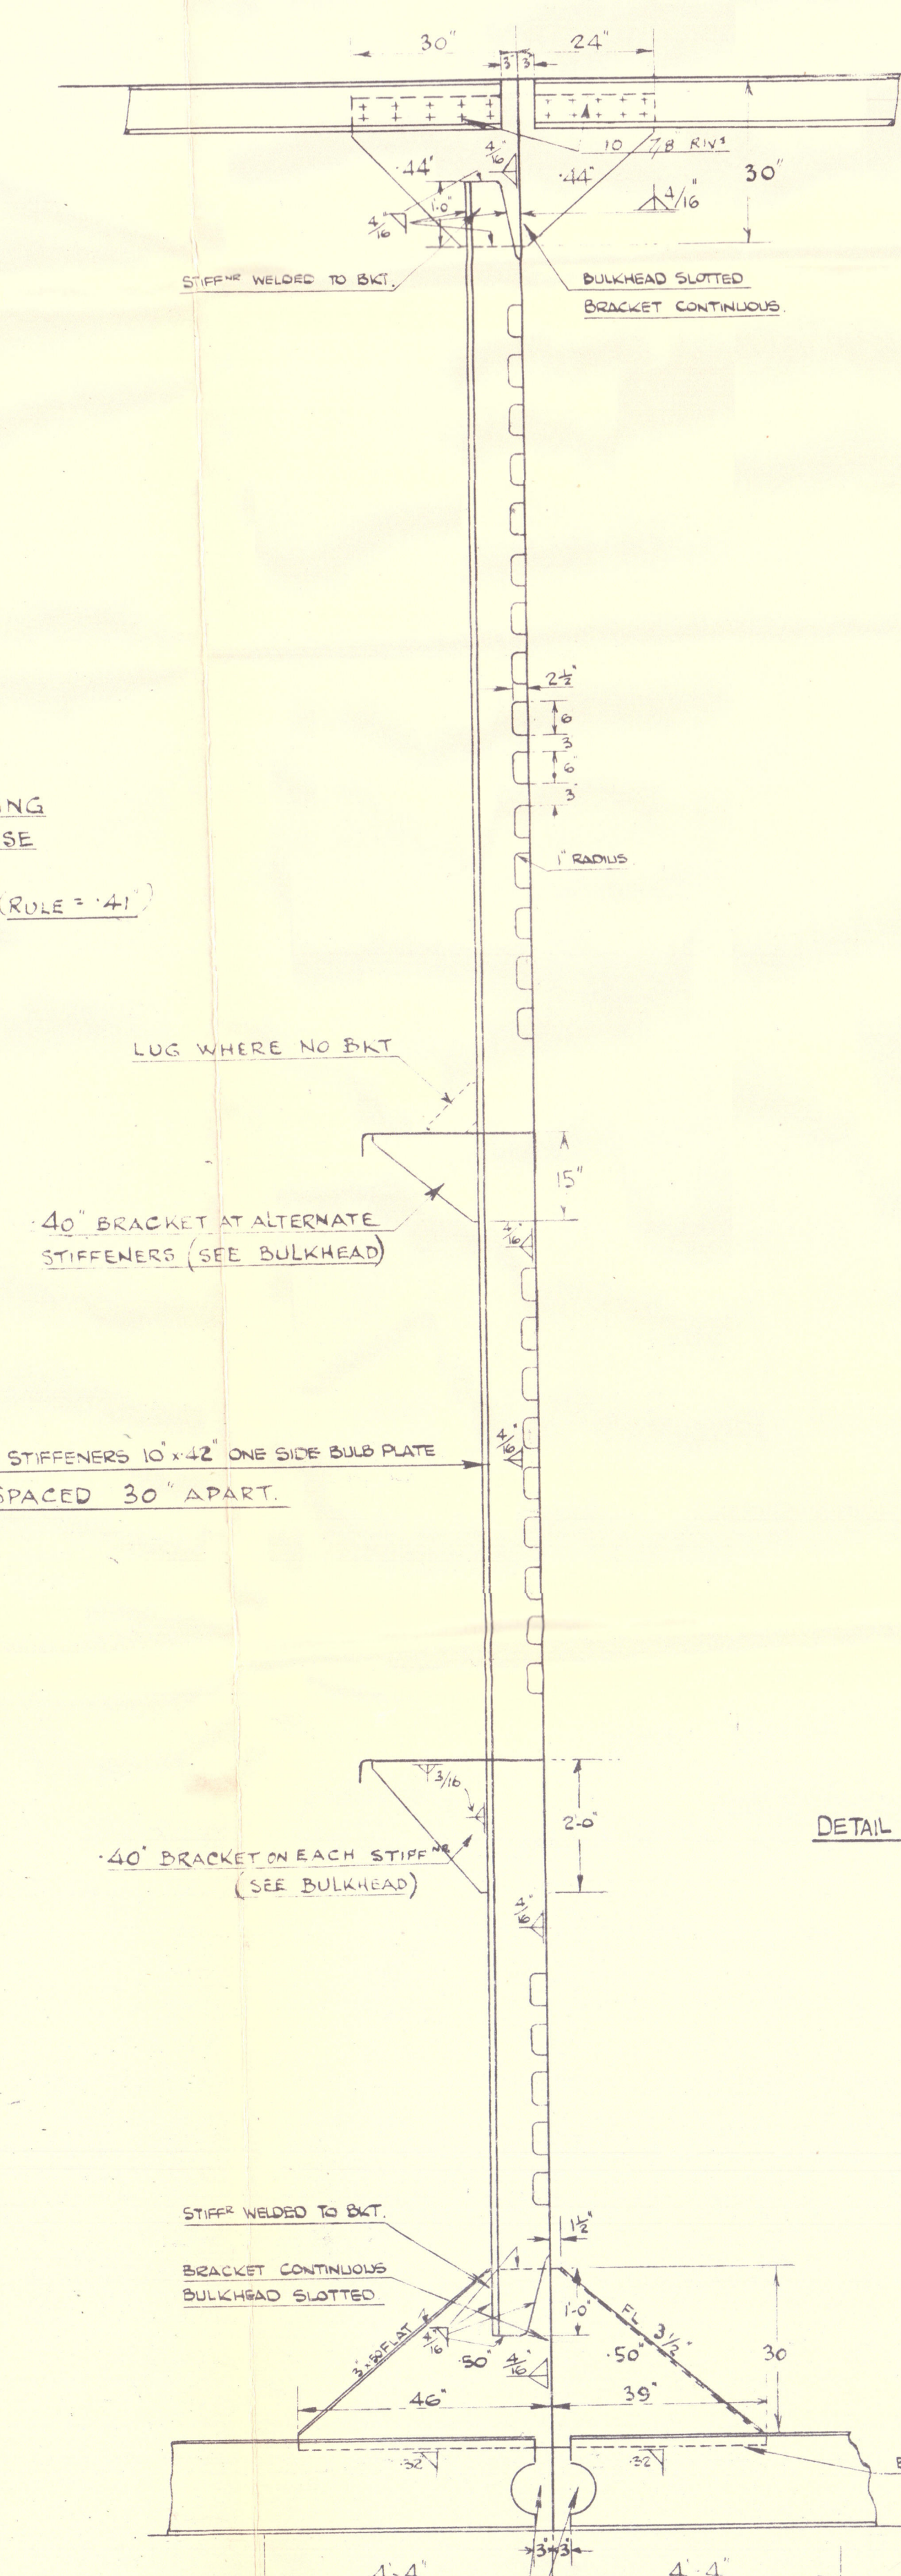 30" 24"
3" 3"
10 7/8" RIVS
4/16
.44" .44" 30"
1'-0" 4/16"
4/16
STIFFNR WELDED TO BKT.
BULKHEAD SLOTTED
BRACKET CONTINUOUS.
2½"
6
3
6"
3"
NG
SE
1" RADIUS
(RULE = .41")
LUG WHERE NO BKT
15"
.40" BRACKET AT ALTERNATE
STIFFENERS (SEE BULKHEAD)
4/16"
4/16"
STIFFENERS 10" x .42" ONE SIDE BULB PLATE
SPACED 30" APART.
3/16
2'-0"
DETAIL
.40" BRACKET ON EACH STIFFNR
(SEE BULKHEAD)
4/16"
STIFFR WELDED TO BKT.
1½"
BRACKET CONTINUOUS
BULKHEAD SLOTTED
1'-0"
3" x .50 FLAT
FL 3½"
4/16
.50" 4/16" .50" 30
46" 39"
.32" .32"
3" 3"
4'-4" 4'-4"